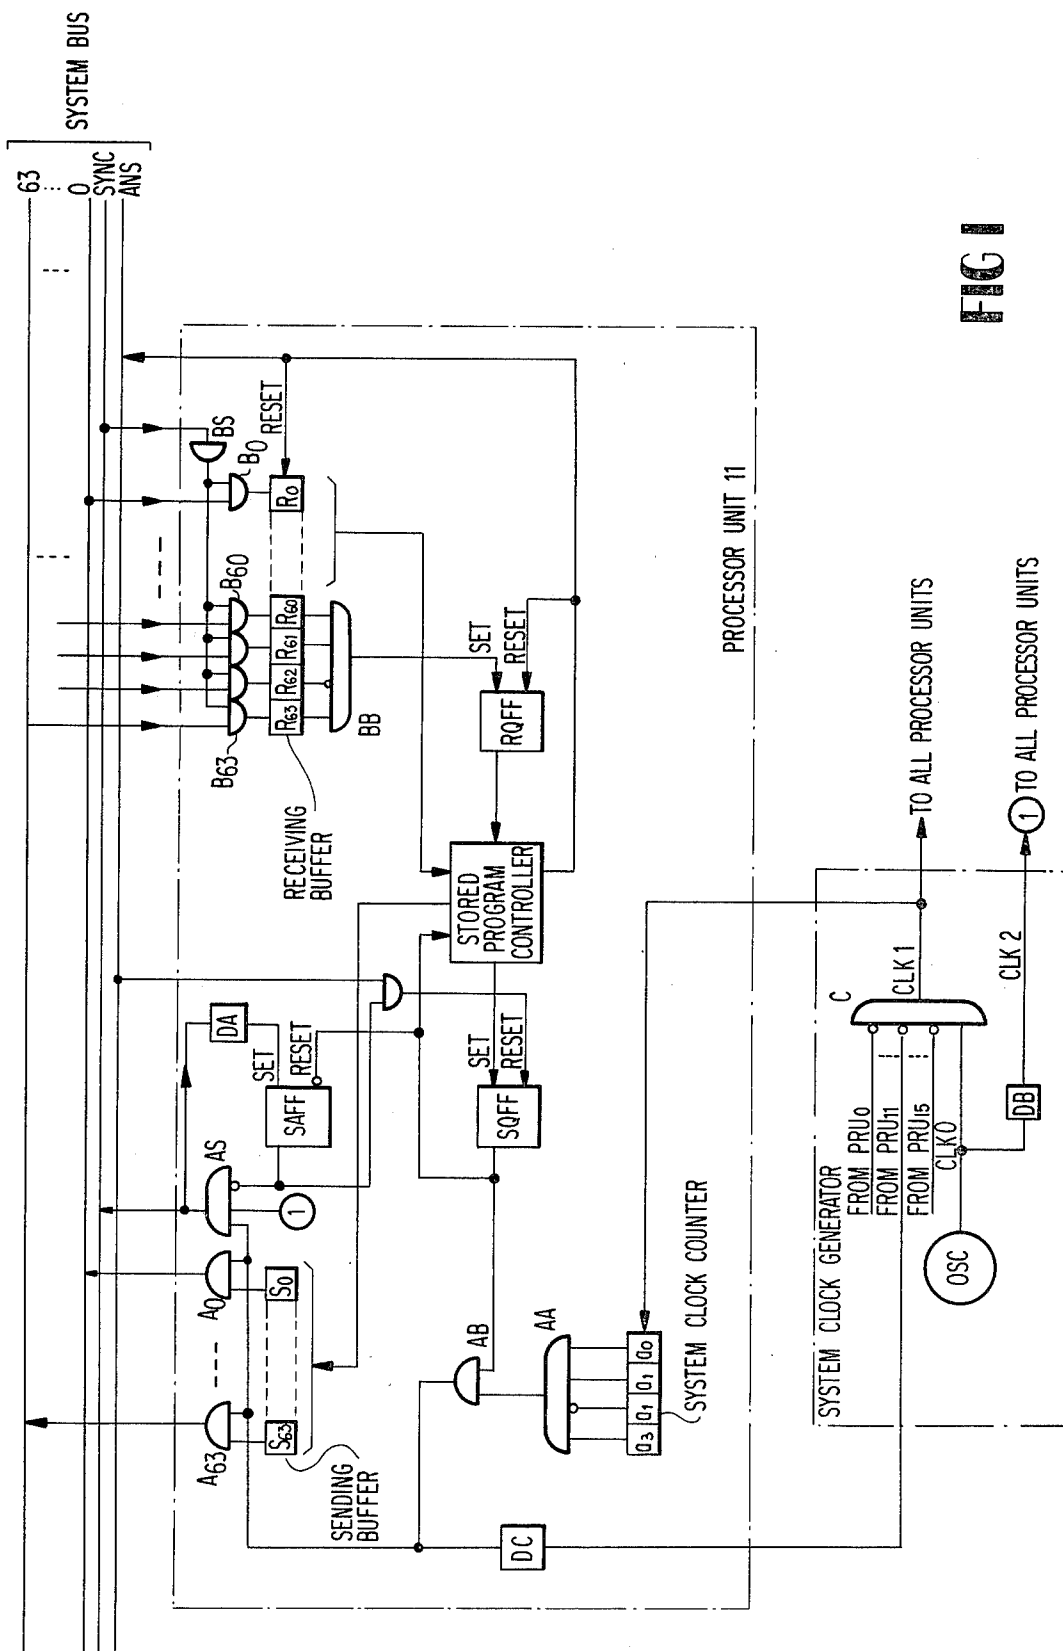 SYSTEM BUS
63
0
SYNC
ANS
A63
A0
AS
DA
SET
RESET
SAFF
1
S63
S0
SENDING
BUFFER
B63
B60
B0
BS
R63
R62
R61
R60
R0
RESET
RECEIVING
BUFFER
BB
SET
RESET
RQFF
STORED
PROGRAM
CONTROLLER
SET
RESET
SQFF
AB
AA
Q3
Q1
Q1
Q0
SYSTEM CLOCK COUNTER
DC
PROCESSOR UNIT 11
SYSTEM CLOCK GENERATOR
FROM PRU0
FROM PRU11
FROM PRU15
CLK0
OSC
C
CLK 1
TO ALL PROCESSOR UNITS
DB
CLK 2
1 TO ALL PROCESSOR UNITS
FIG 1